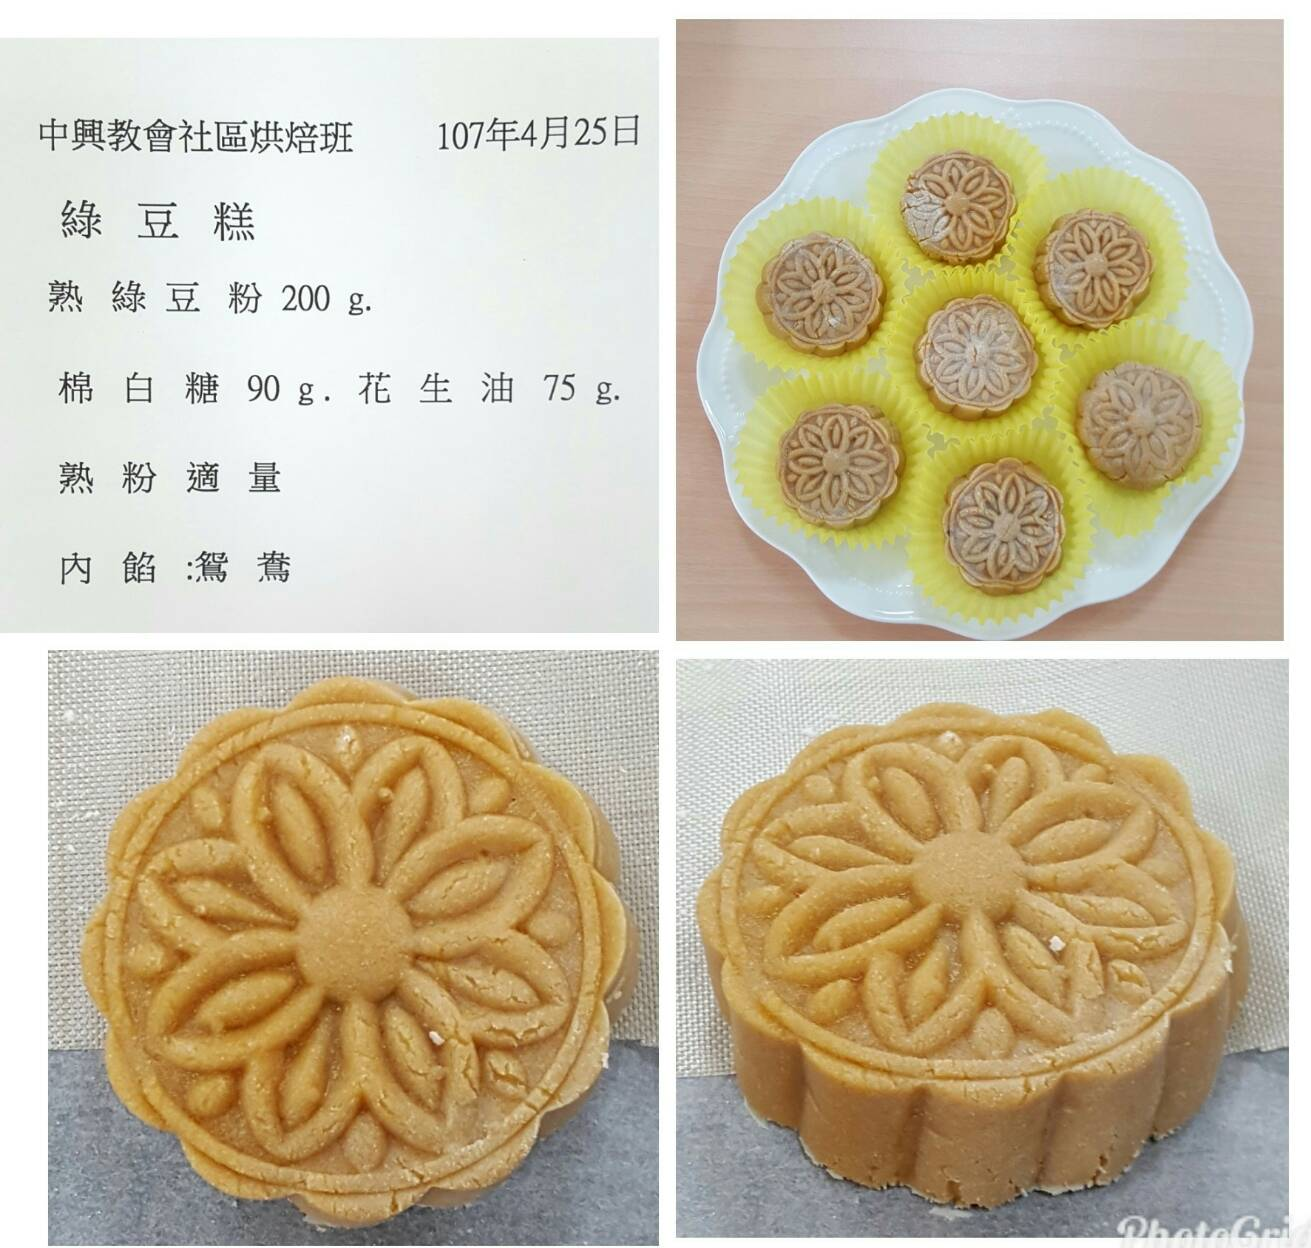 中興教會社區烘焙班 107年4月25日
綠豆糕
熟綠豆粉 200 g.
棉白糖 90 g. 花生油 75 g.
熟粉適量
內餡:鴛鴦
PhotoGrid